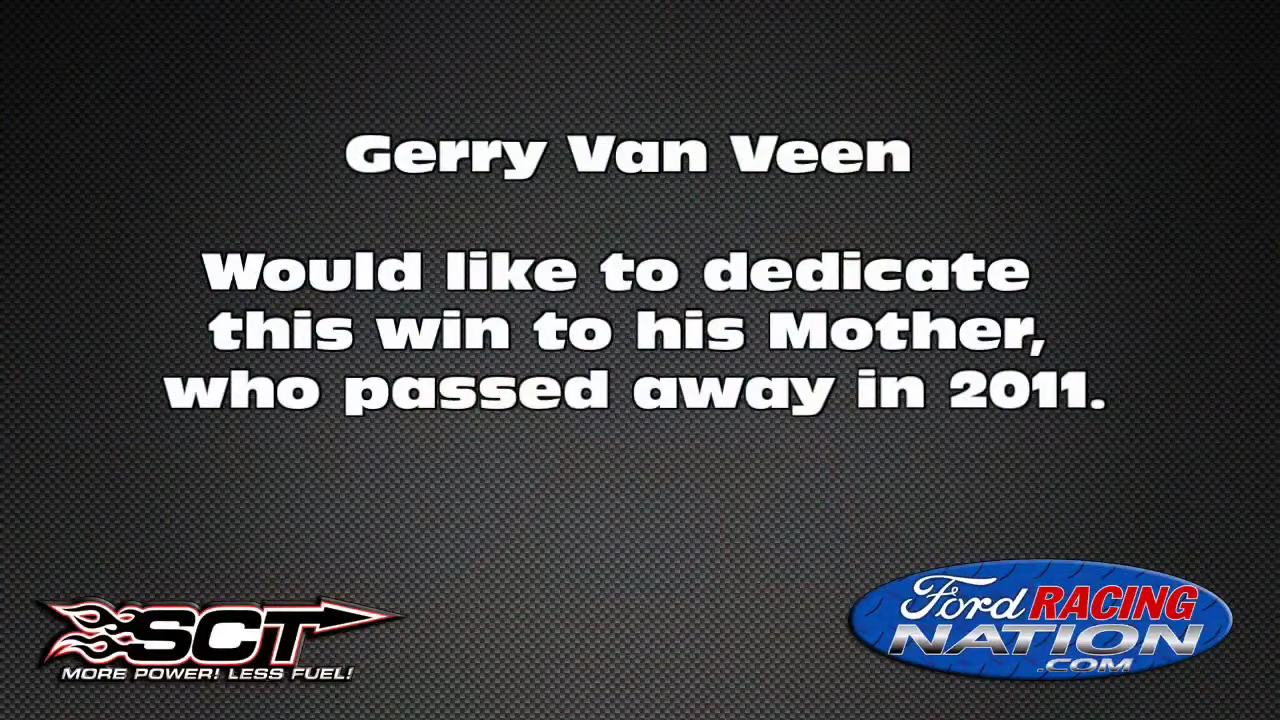 Gerry Van Veen
Would like to dedicate
this win to his Mother,
who passed away in 2011.
SCT
MORE POWER! LESS FUEL!
Ford RACING
NATION
.COM